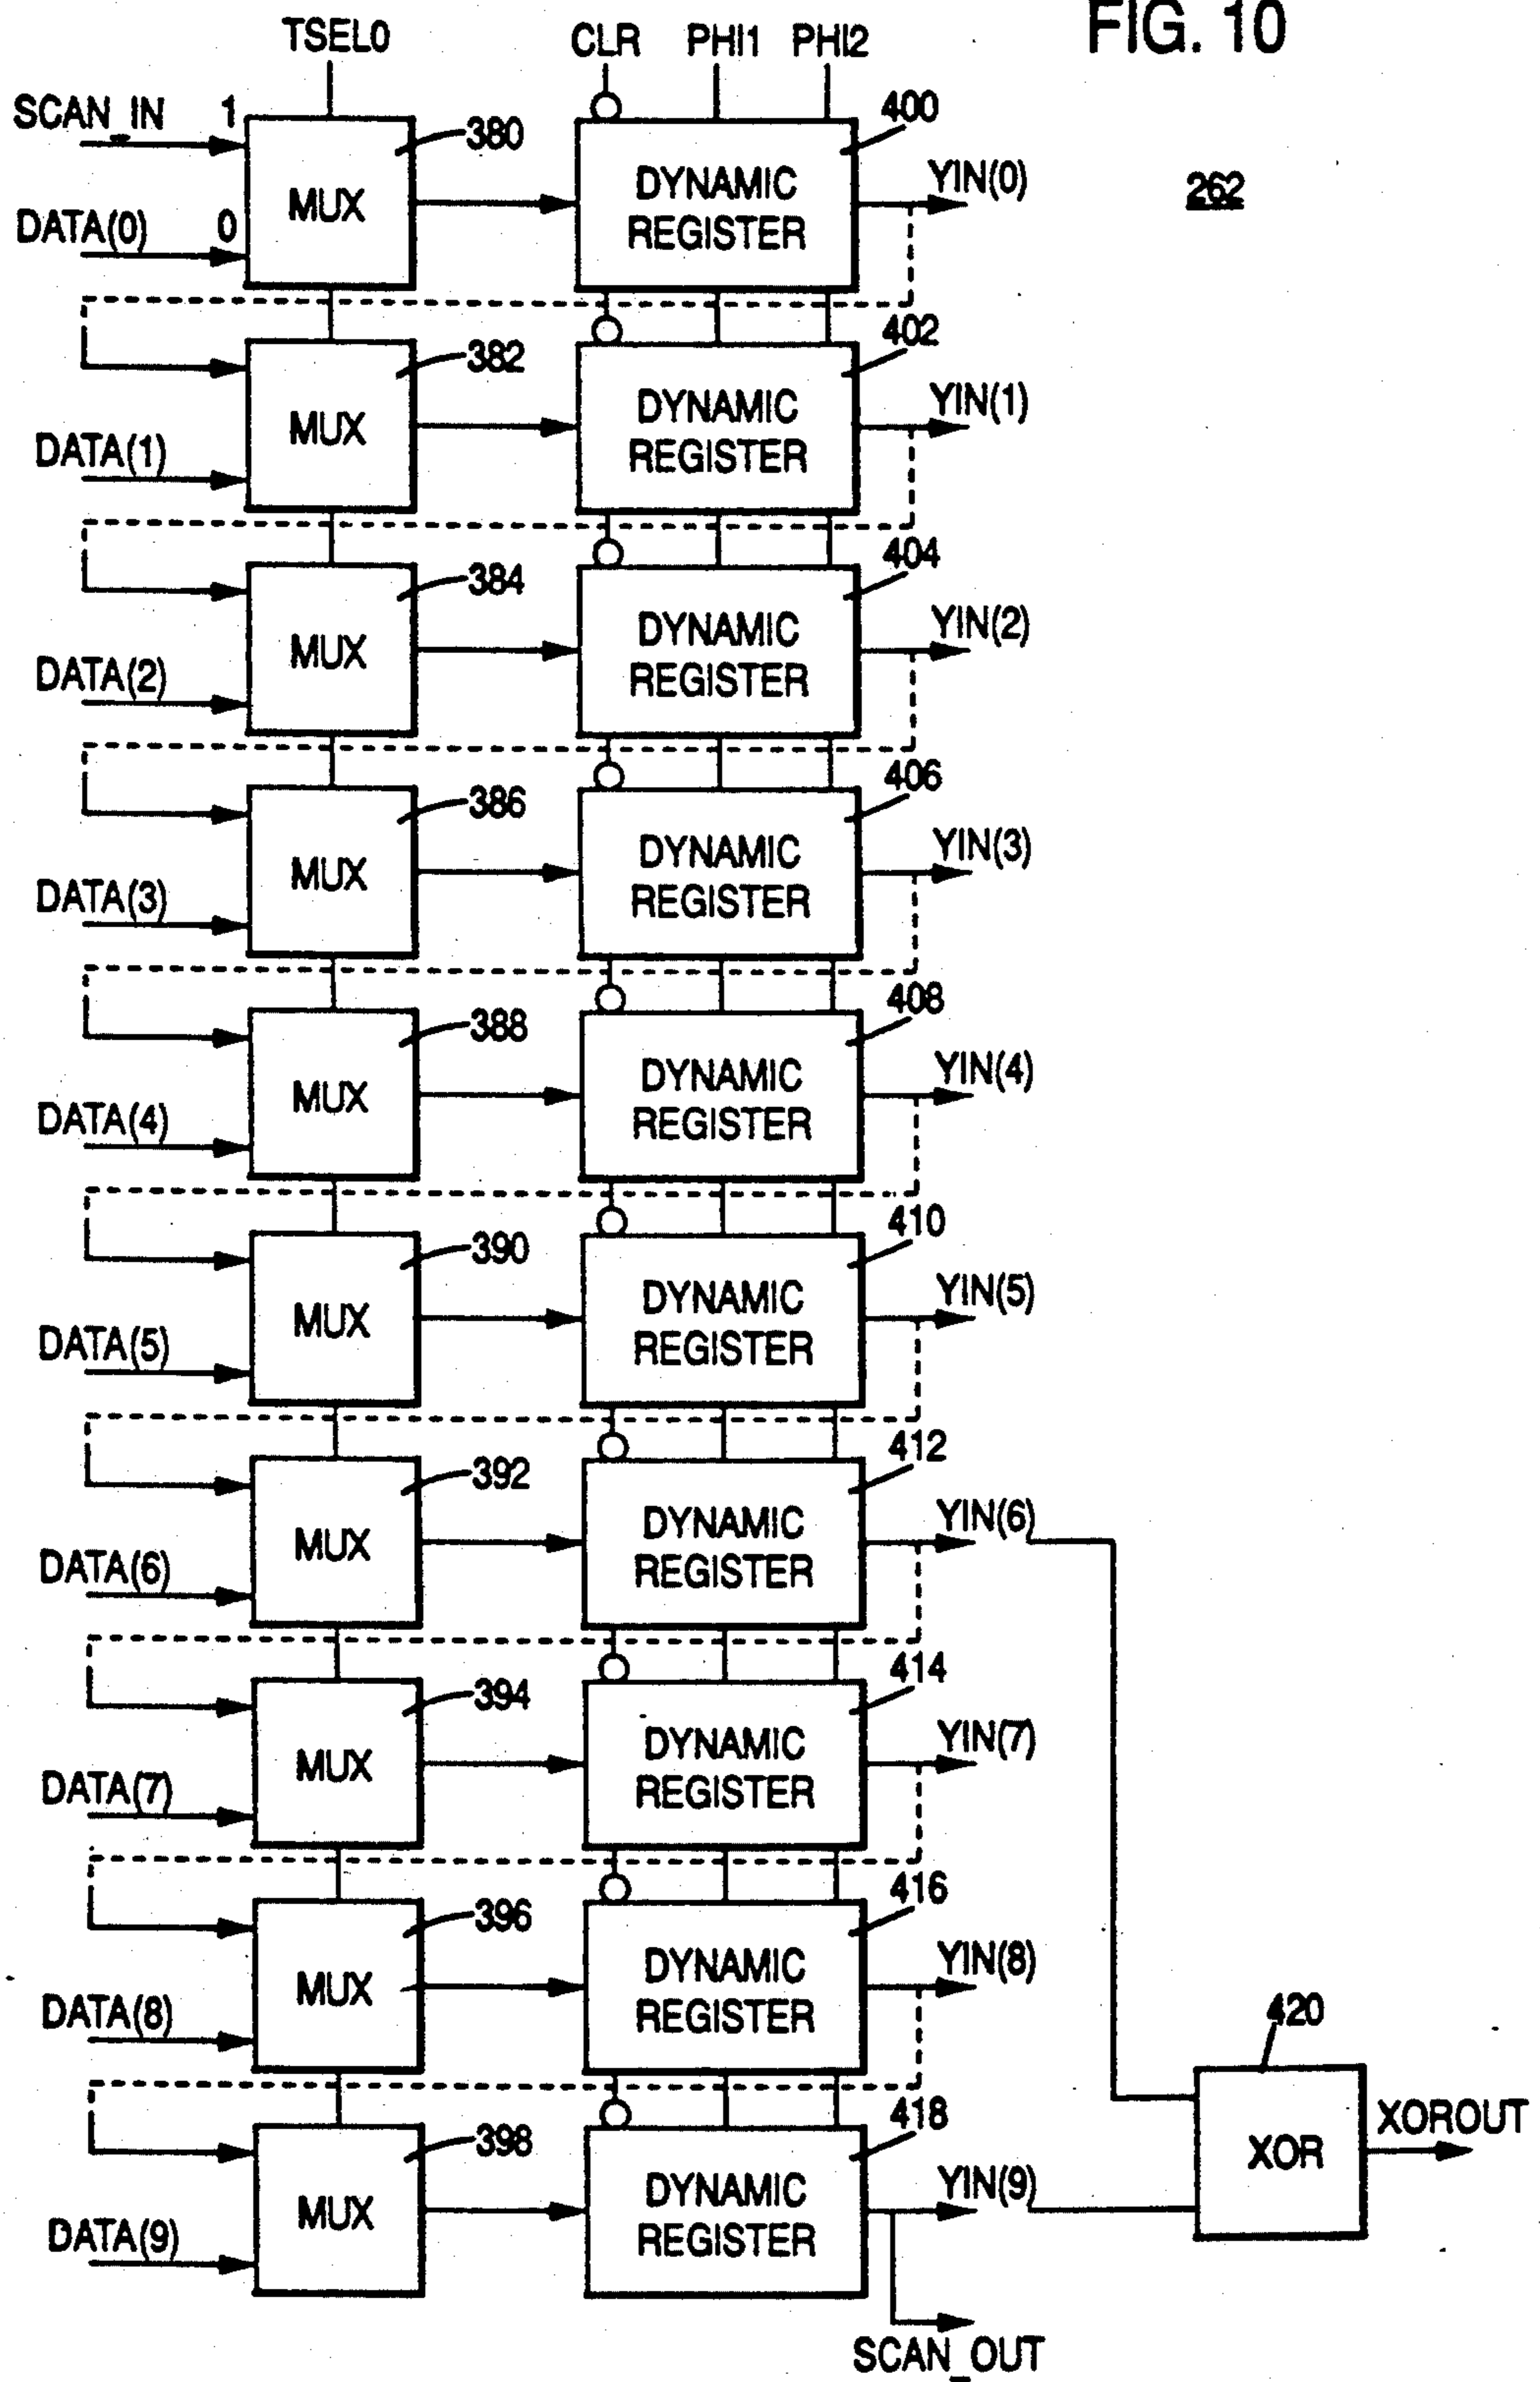 FIG. 10
TSEL0 CLR PHI1 PHI2
SCAN_IN 1 380 400
MUX DYNAMIC REGISTER YIN(0) 262
DATA(0) 0
382 402
MUX DYNAMIC REGISTER YIN(1)
DATA(1)
384 404
MUX DYNAMIC REGISTER YIN(2)
DATA(2)
386 406
MUX DYNAMIC REGISTER YIN(3)
DATA(3)
388 408
MUX DYNAMIC REGISTER YIN(4)
DATA(4)
390 410
MUX DYNAMIC REGISTER YIN(5)
DATA(5)
392 412
MUX DYNAMIC REGISTER YIN(6)
DATA(6)
394 414
MUX DYNAMIC REGISTER YIN(7)
DATA(7)
396 416
MUX DYNAMIC REGISTER YIN(8)
DATA(8)
420
398 418
MUX DYNAMIC REGISTER YIN(9) XOR XOROUT
DATA(9)
SCAN_OUT